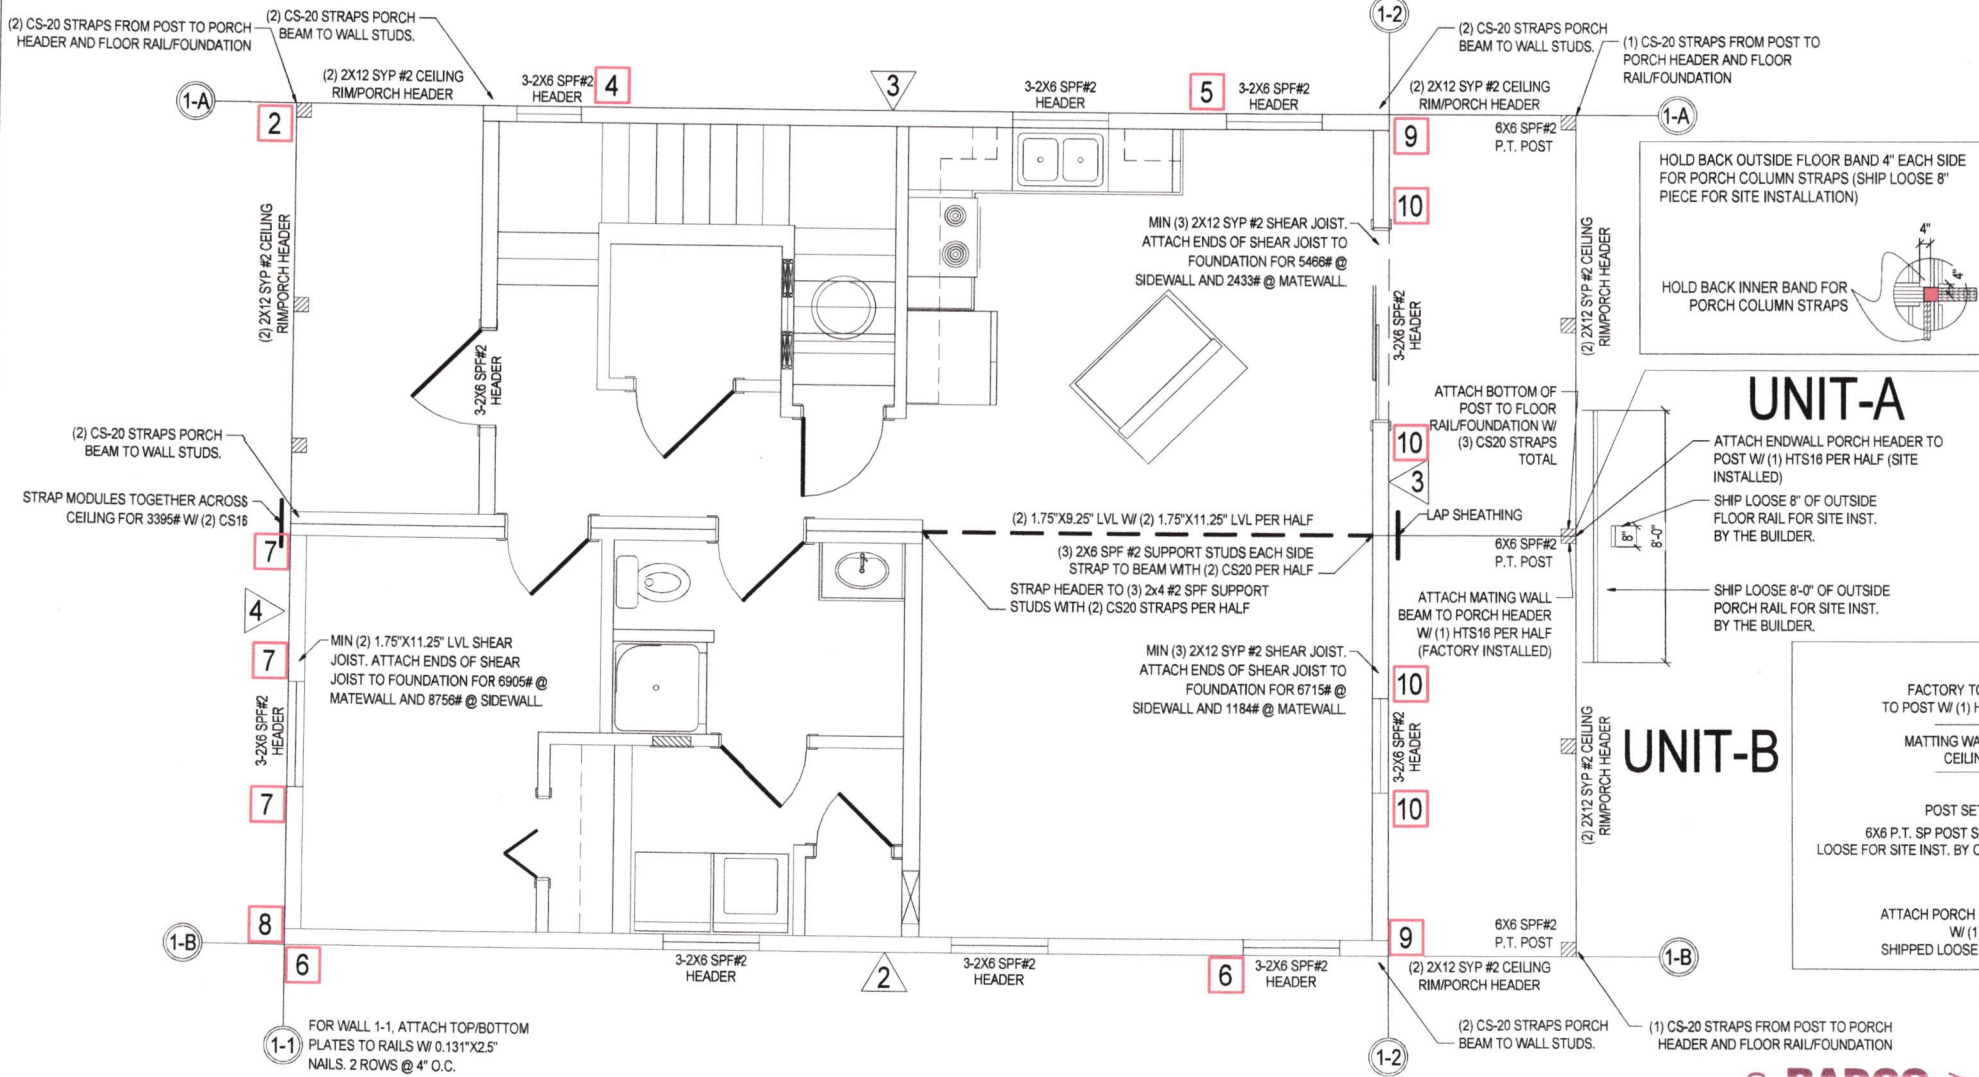 (2) CS-20 STRAPS FROM POST TO PORCH
HEADER AND FLOOR RAIL/FOUNDATION
(2) CS-20 STRAPS PORCH
BEAM TO WALL STUDS.
1-2
(2) CS-20 STRAPS PORCH
BEAM TO WALL STUDS.
(1) CS-20 STRAPS FROM POST TO
PORCH HEADER AND FLOOR
RAIL/FOUNDATION
1-A
2
(2) 2X12 SYP #2 CEILING
RIM/PORCH HEADER
3-2X6 SPF#2
HEADER
4
3
3-2X6 SPF#2
HEADER
5
3-2X6 SPF#2
HEADER
(2) 2X12 SYP #2 CEILING
RIM/PORCH HEADER
1-A
9
6X6 SPF#2
P.T. POST
10
HOLD BACK OUTSIDE FLOOR BAND 4" EACH SIDE
FOR PORCH COLUMN STRAPS (SHIP LOOSE 8"
PIECE FOR SITE INSTALLATION)
4"
4"
HOLD BACK INNER BAND FOR
PORCH COLUMN STRAPS
(2) 2X12 SYP #2 CEILING
RIM/PORCH HEADER
3-2X6 SPF#2
HEADER
MIN (3) 2X12 SYP #2 SHEAR JOIST.
ATTACH ENDS OF SHEAR JOIST TO
FOUNDATION FOR 5466# @
SIDEWALL AND 2433# @ MATEWALL.
3-2X6 SPF#2
HEADER
(2) 2X12 SYP #2 CEILING
RIM/PORCH HEADER
UNIT-A
ATTACH BOTTOM OF
POST TO FLOOR
RAIL/FOUNDATION W/
(3) CS20 STRAPS
TOTAL
10
3
ATTACH ENDWALL PORCH HEADER TO
POST W/ (1) HTS16 PER HALF (SITE
INSTALLED)
SHIP LOOSE 8" OF OUTSIDE
FLOOR RAIL FOR SITE INST.
BY THE BUILDER.
8"
8'-0"
SHIP LOOSE 8'-0" OF OUTSIDE
PORCH RAIL FOR SITE INST.
BY THE BUILDER.
(2) CS-20 STRAPS PORCH
BEAM TO WALL STUDS.
STRAP MODULES TOGETHER ACROSS
CEILING FOR 3395# W/ (2) CS16
7
4
7
(2) 1.75"X9.25" LVL W/ (2) 1.75"X11.25" LVL PER HALF
LAP SHEATHING
(3) 2X6 SPF #2 SUPPORT STUDS EACH SIDE
STRAP TO BEAM WITH (2) CS20 PER HALF
STRAP HEADER TO (3) 2x4 #2 SPF SUPPORT
STUDS WITH (2) CS20 STRAPS PER HALF
6X6 SPF#2
P.T. POST
ATTACH MATING WALL
BEAM TO PORCH HEADER
W/ (1) HTS16 PER HALF
(FACTORY INSTALLED)
MIN (2) 1.75"X11.25" LVL SHEAR
JOIST. ATTACH ENDS OF SHEAR
JOIST TO FOUNDATION FOR 6905# @
MATEWALL AND 8756# @ SIDEWALL.
MIN (3) 2X12 SYP #2 SHEAR JOIST.
ATTACH ENDS OF SHEAR JOIST TO
FOUNDATION FOR 6715# @
SIDEWALL AND 1184# @ MATEWALL.
10
3-2X6 SPF#2
HEADER
7
3-2X6 SPF#2
HEADER
10
(2) 2X12 SYP #2 CEILING
RIM/PORCH HEADER
UNIT-B
FACTORY TO
TO POST W/ (1) H
MATTING WA
CEILIN
POST SET
6X6 P.T. SP POST S
LOOSE FOR SITE INST. BY
ATTACH PORCH
W/ (1
SHIPPED LOOSE
8
1-B
6
3-2X6 SPF#2
HEADER
2
3-2X6 SPF#2
HEADER
6
3-2X6 SPF#2
HEADER
9
6X6 SPF#2
P.T. POST
(2) 2X12 SYP #2 CEILING
RIM/PORCH HEADER
1-B
1-1
FOR WALL 1-1, ATTACH TOP/BOTTOM
PLATES TO RAILS W/ 0.131"X2.5"
NAILS. 2 ROWS @ 4" O.C.
1-2
(2) CS-20 STRAPS PORCH
BEAM TO WALL STUDS.
(1) CS-20 STRAPS FROM POST TO PORCH
HEADER AND FLOOR RAIL/FOUNDATION